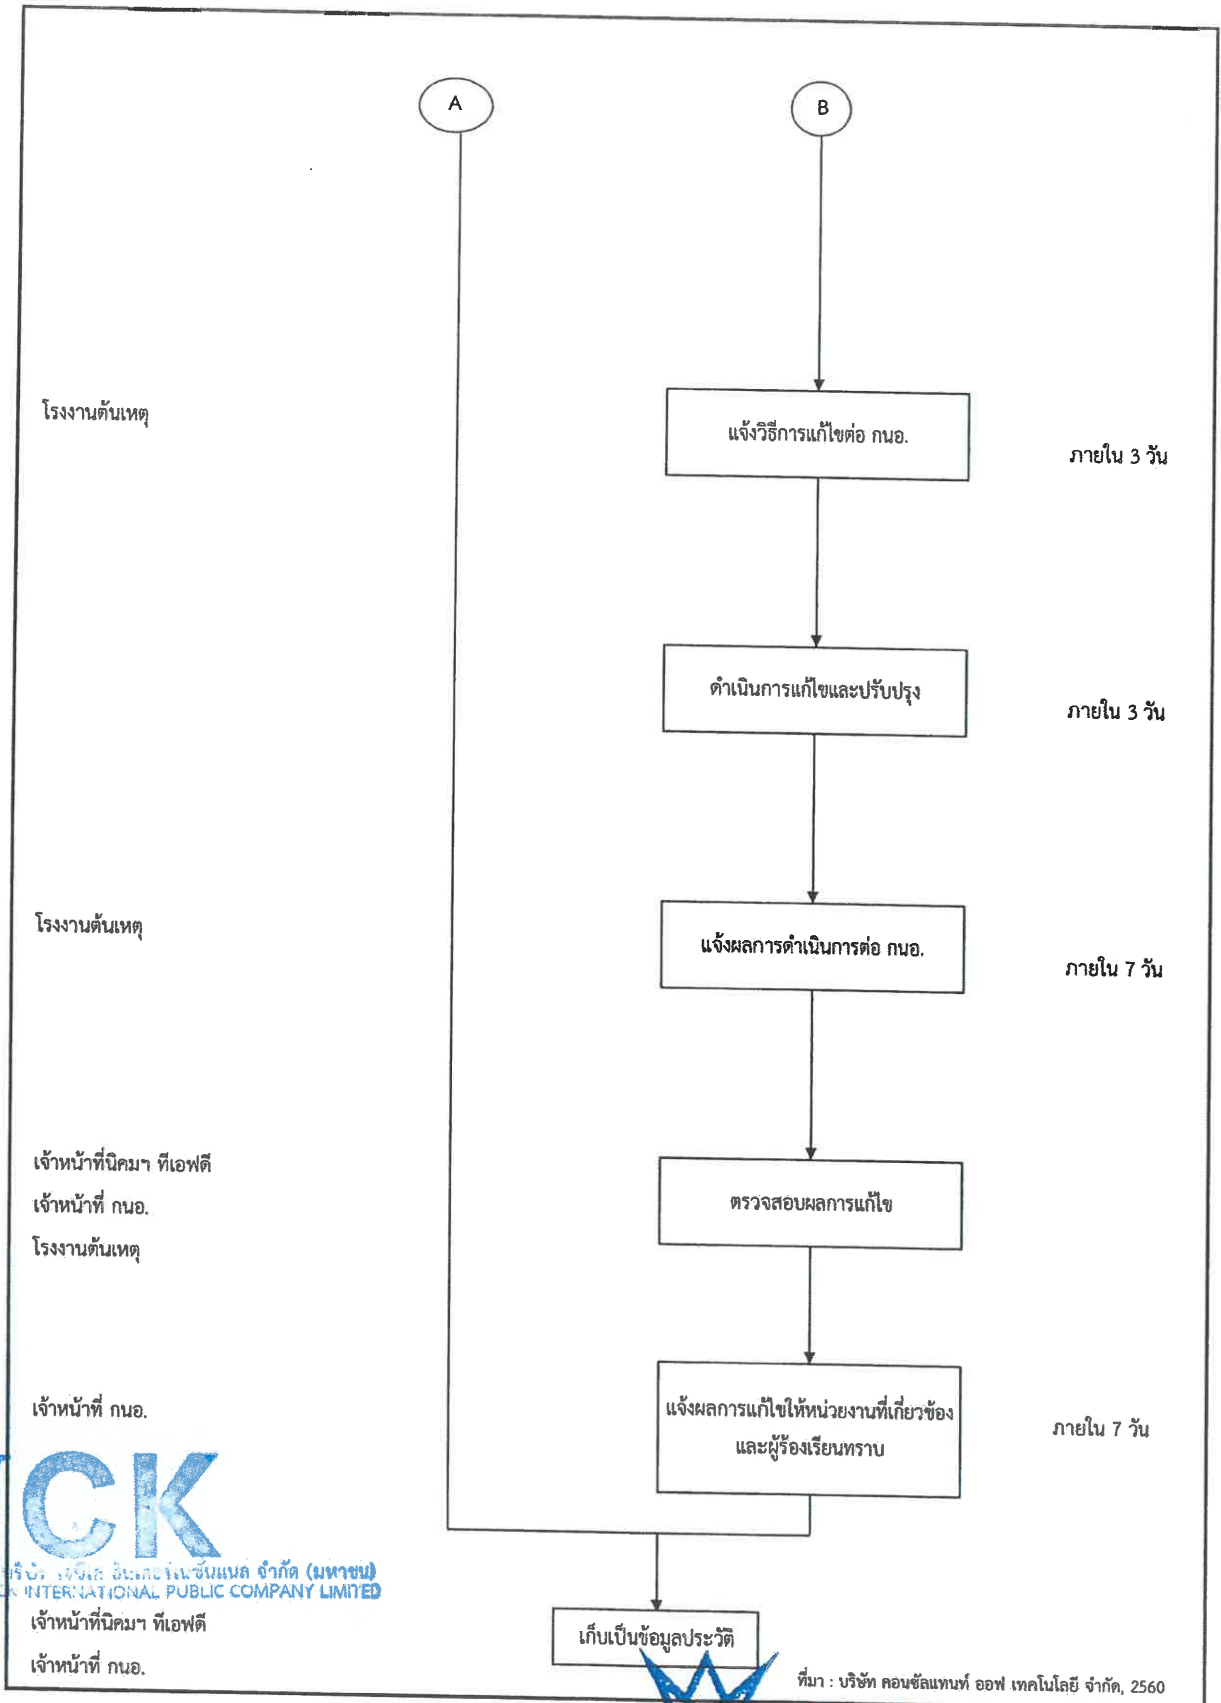 A
B
โรงงานต้นเหตุ
แจ้งวิธีการแก้ไขต่อ กนอ.
ภายใน 3 วัน
ดำเนินการแก้ไขและปรับปรุง
ภายใน 3 วัน
โรงงานต้นเหตุ
แจ้งผลการดำเนินการต่อ กนอ.
ภายใน 7 วัน
เจ้าหน้าที่นิคมฯ ทีเอฟดี
เจ้าหน้าที่ กนอ.
โรงงานต้นเหตุ
ตรวจสอบผลการแก้ไข
เจ้าหน้าที่ กนอ.
แจ้งผลการแก้ไขให้หน่วยงานที่เกี่ยวข้อง
และผู้ร้องเรียนทราบ
ภายใน 7 วัน
CK
อินเตอร์เนชั่นแนล จำกัด (มหาชน)
INTERNATIONAL PUBLIC COMPANY LIMITED
เจ้าหน้าที่นิคมฯ ทีเอฟดี
เจ้าหน้าที่ กนอ.
เก็บเป็นข้อมูลประวัติ
ที่มา : บริษัท คอนซัลแทนท์ ออฟ เทคโนโลยี จำกัด, 2560